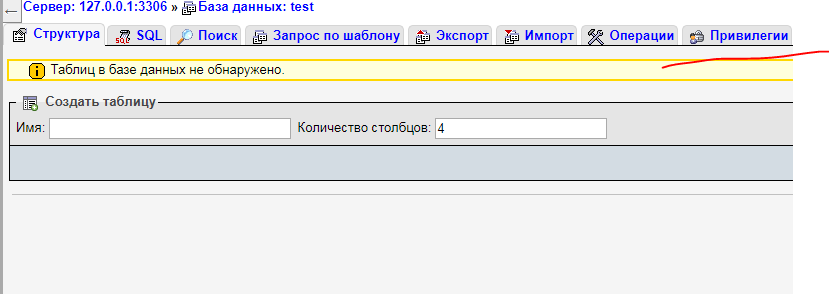 Сервер: 127.0.0.1:3306 » База данных: test
Структура SQL Поиск Запрос по шаблону Экспорт Импорт Операции Привилегии
Таблиц в базе данных не обнаружено.
Создать таблицу
Имя: Количество столбцов: 4